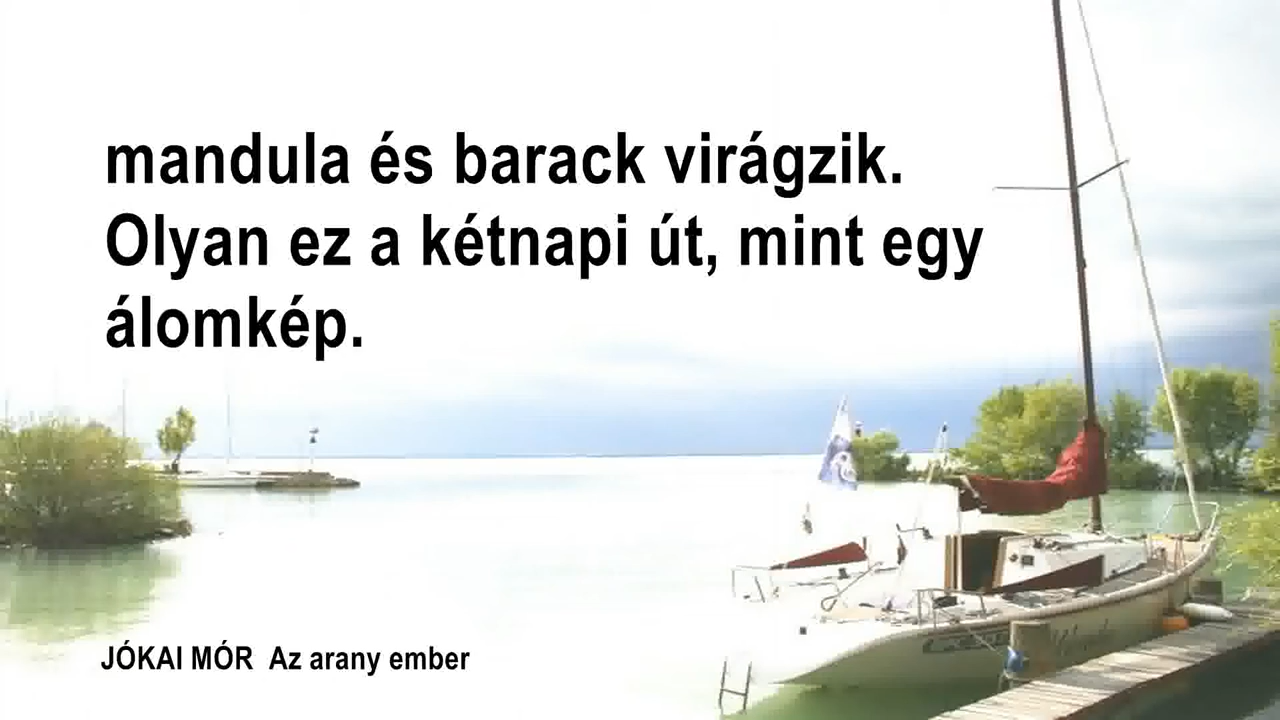 mandula és barack virágzik.
Olyan ez a kétnapi út, mint egy
álomkép.
JÓKAI MÓR  Az arany ember